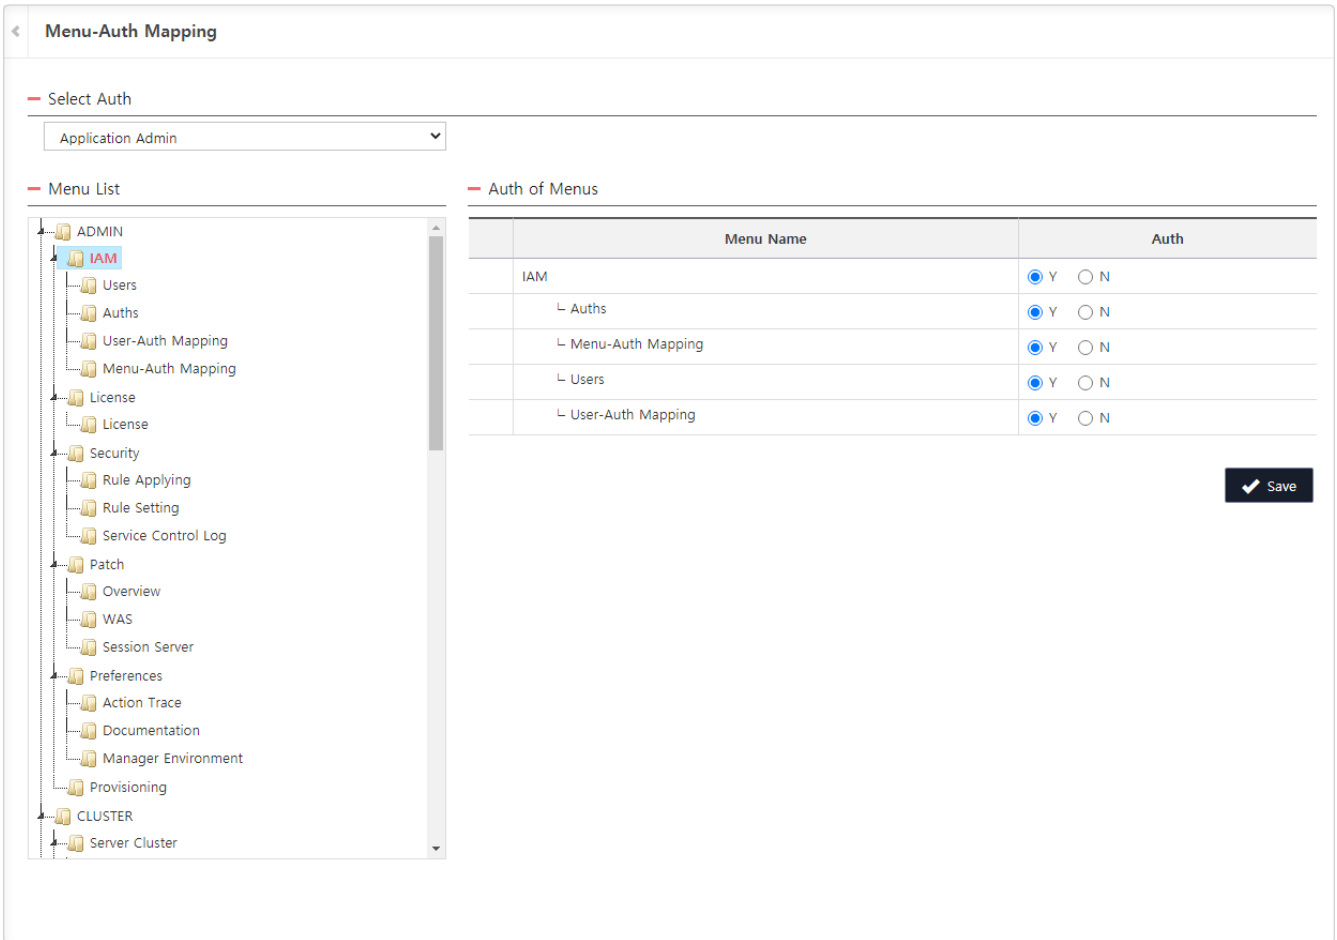 Menu-Auth Mapping
Select Auth
Application Admin
Menu List
ADMIN
IAM
Users
Auths
User-Auth Mapping
Menu-Auth Mapping
License
License
Security
Rule Applying
Rule Setting
Service Control Log
Patch
Overview
WAS
Session Server
Preferences
Action Trace
Documentation
Manager Environment
Provisioning
CLUSTER
Server Cluster
Auth of Menus
Menu Name Auth
IAM Y N
└ Auths Y N
└ Menu-Auth Mapping Y N
└ Users Y N
└ User-Auth Mapping Y N
Save